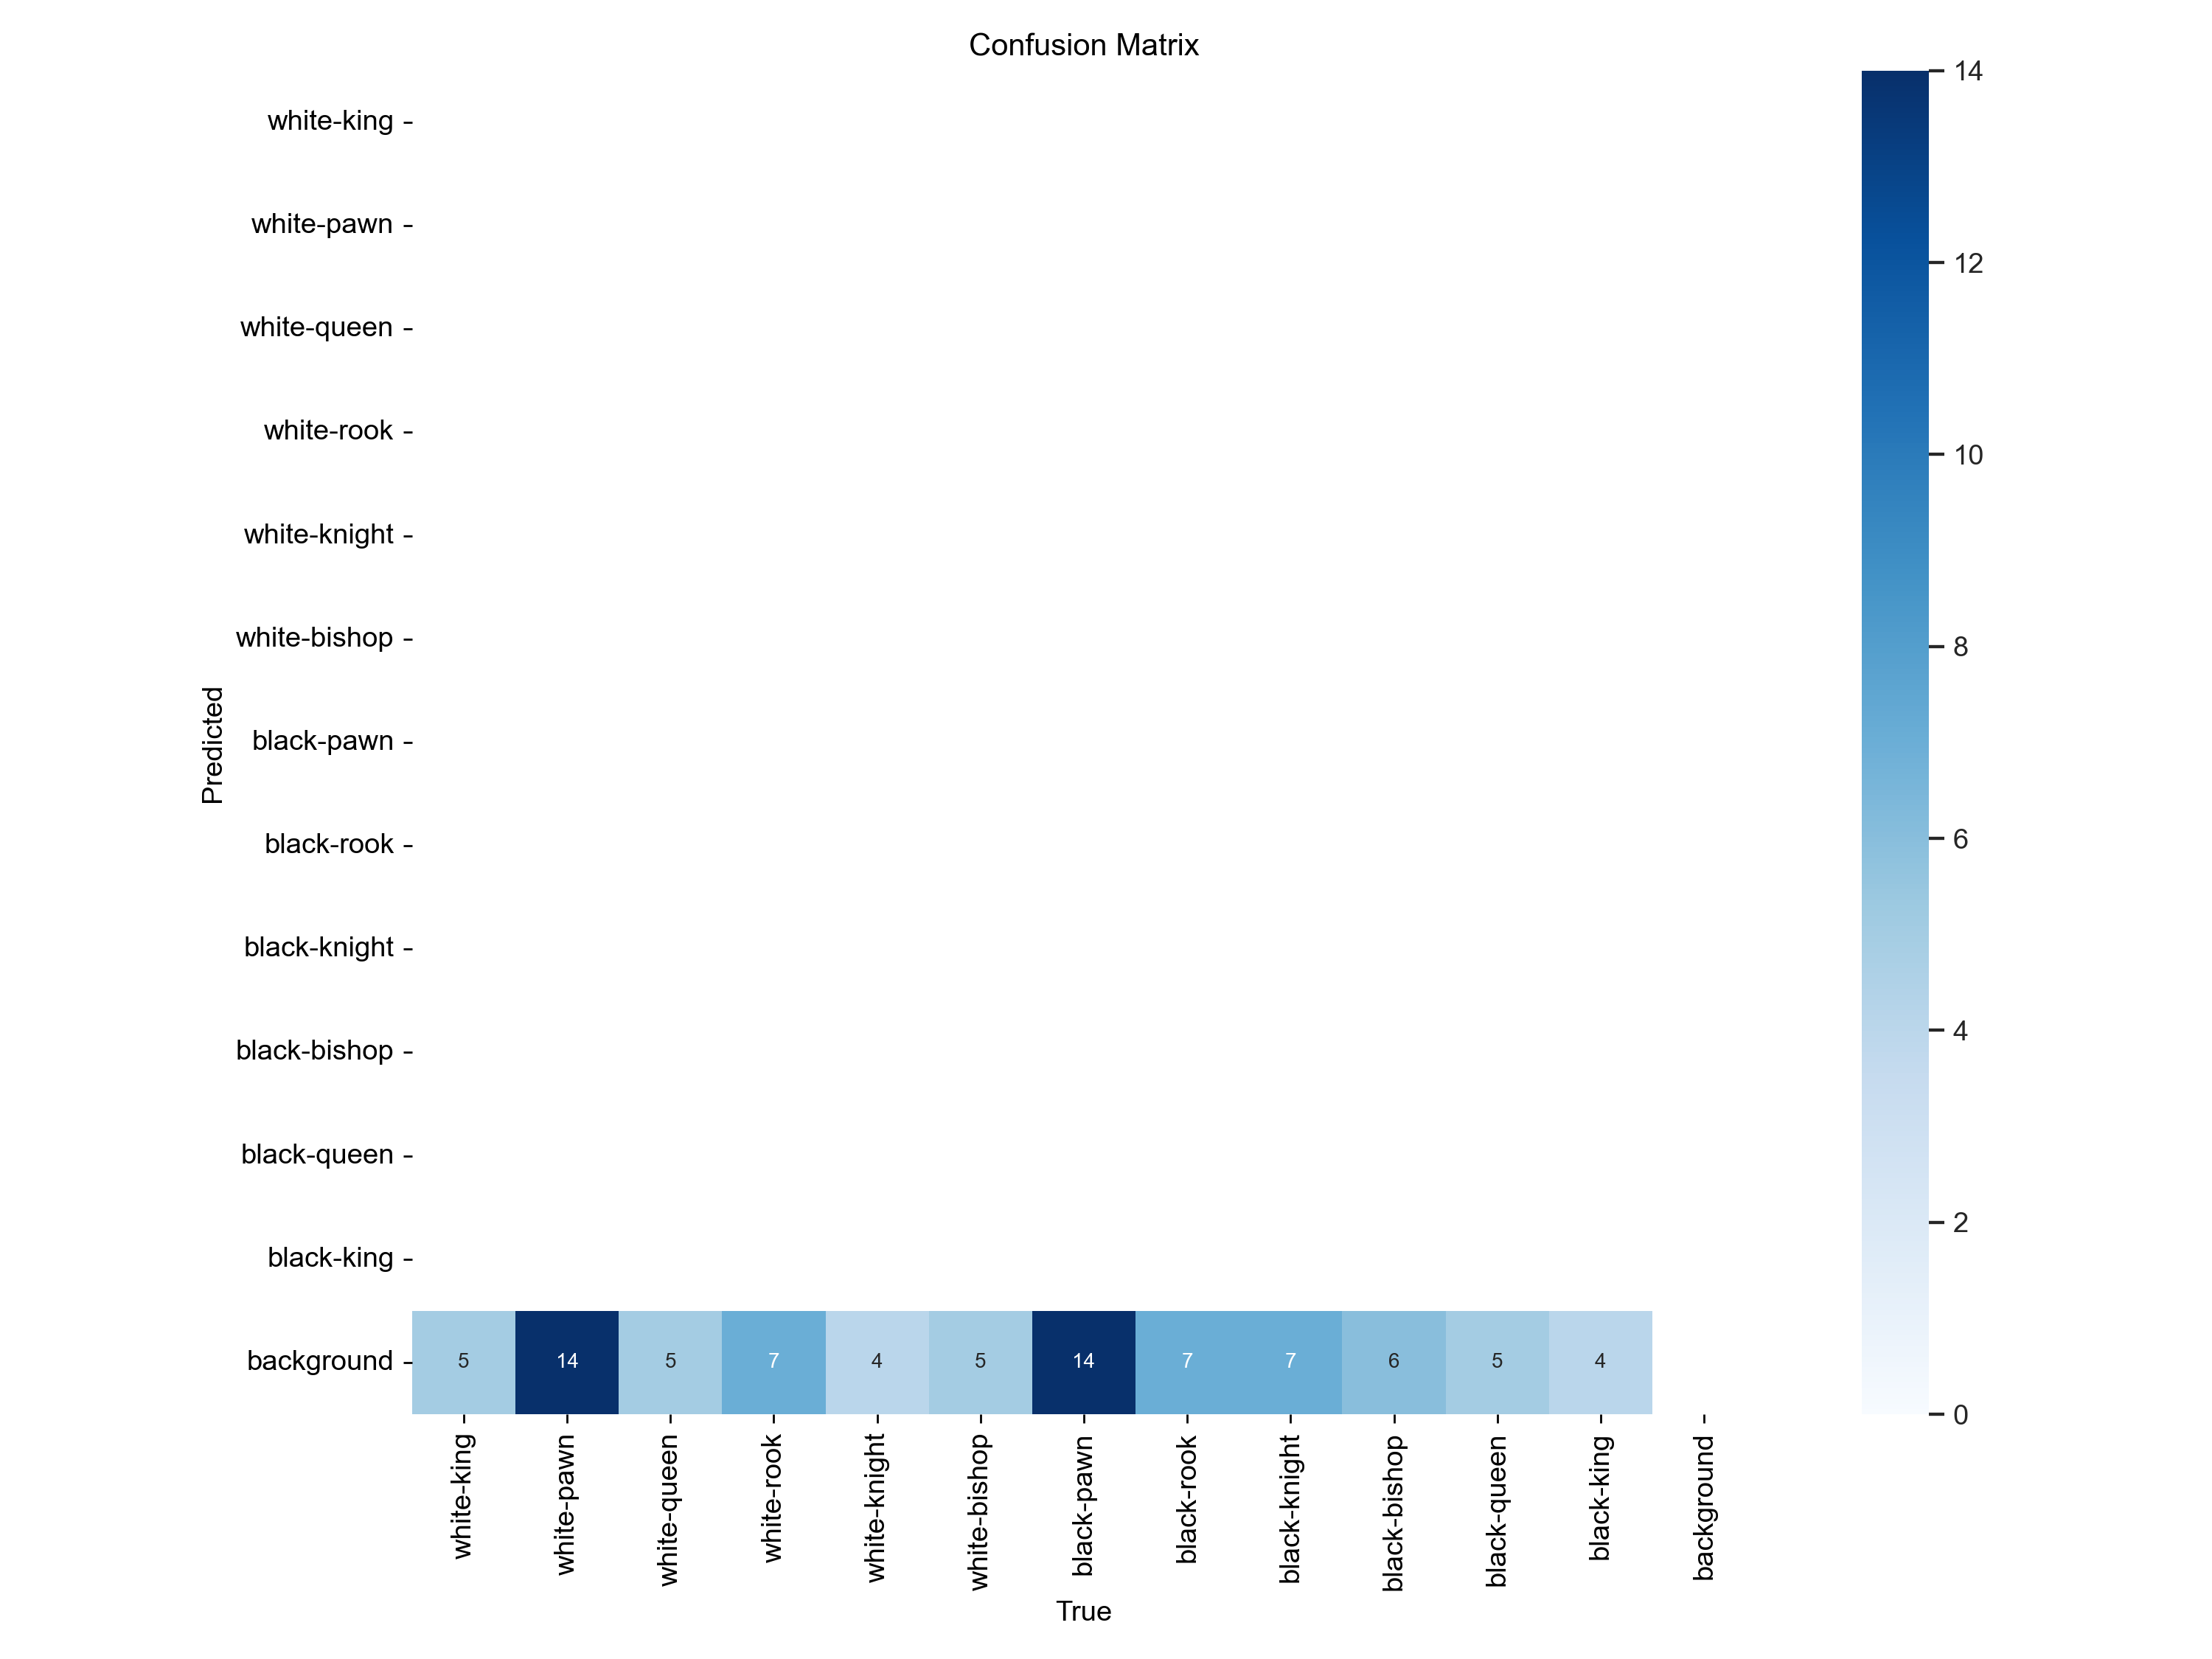 Confusion Matrix
white-king
white-pawn
white-queen
white-rook
white-knight
white-bishop
black-pawn
black-rook
black-knight
black-bishop
black-queen
black-king
background
Predicted
5 14 5 7 4 5 14 7 7 6 5 4
white-king
white-pawn
white-queen
white-rook
white-knight
white-bishop
black-pawn
black-rook
black-knight
black-bishop
black-queen
black-king
background
True
14
12
10
8
6
4
2
0